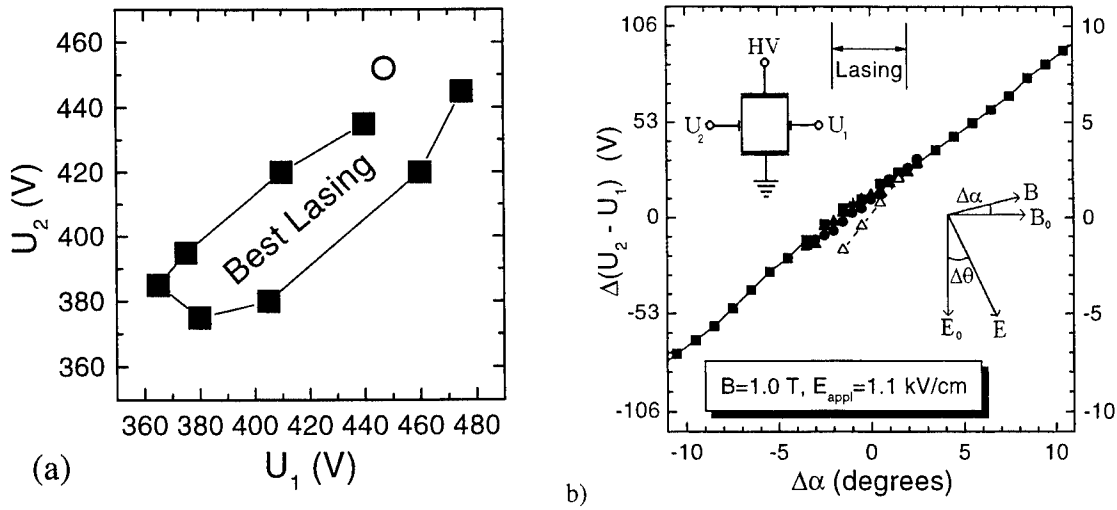 460
440
420
400
380
360
U₂ (V)
Best Lasing
360 380 400 420 440 460 480
U₁ (V)
(a)
106
53
0
-53
-106
Δ(U₂ - U₁) (V)
10
5
0
-5
-10
HV
U₂
U₁
Lasing
Δα
B
B₀
Δθ
E₀
E
B=1.0 T, Eappl=1.1 kV/cm
-10 -5 0 5 10
Δα (degrees)
b)